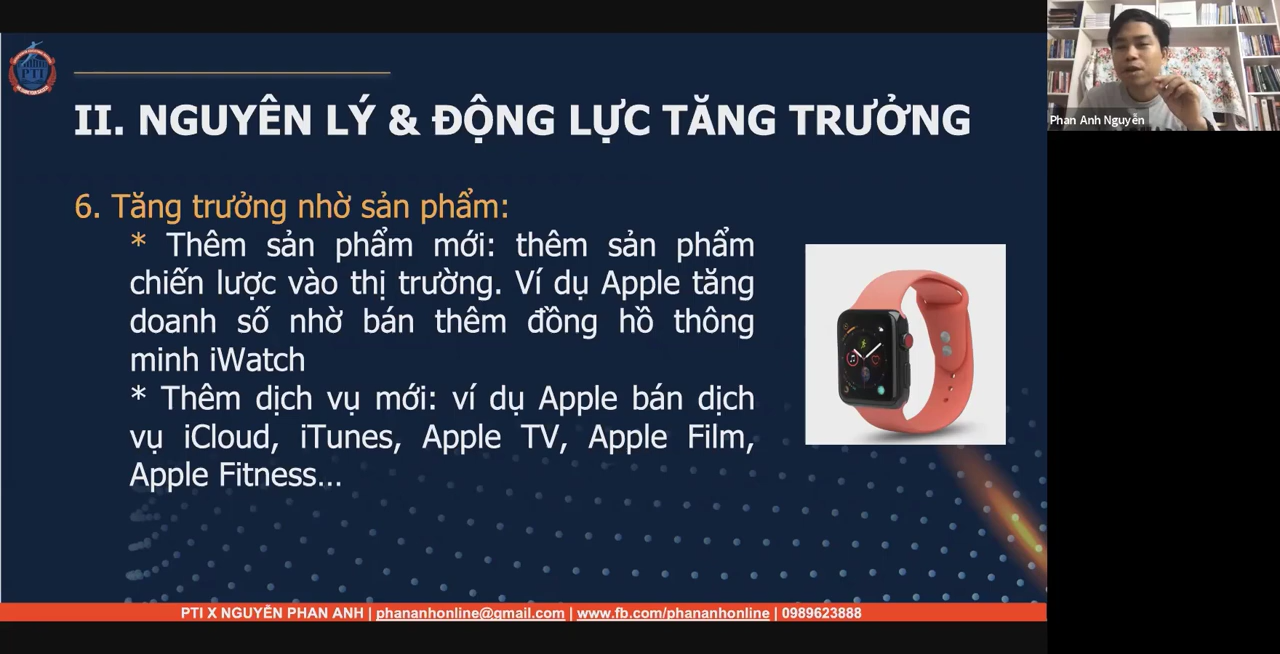 PTI
II. NGUYÊN LÝ & ĐỘNG LỰC TĂNG TRƯỞNG
6. Tăng trưởng nhờ sản phẩm:
* Thêm sản phẩm mới: thêm sản phẩm
chiến lược vào thị trường. Ví dụ Apple tăng
doanh số nhờ bán thêm đồng hồ thông
minh iWatch
* Thêm dịch vụ mới: ví dụ Apple bán dịch
vụ iCloud, iTunes, Apple TV, Apple Film,
Apple Fitness...
PTI X NGUYỄN PHAN ANH | phananhonline@gmail.com | www.fb.com/phananhonline | 0989623888
Phan Anh Nguyễn